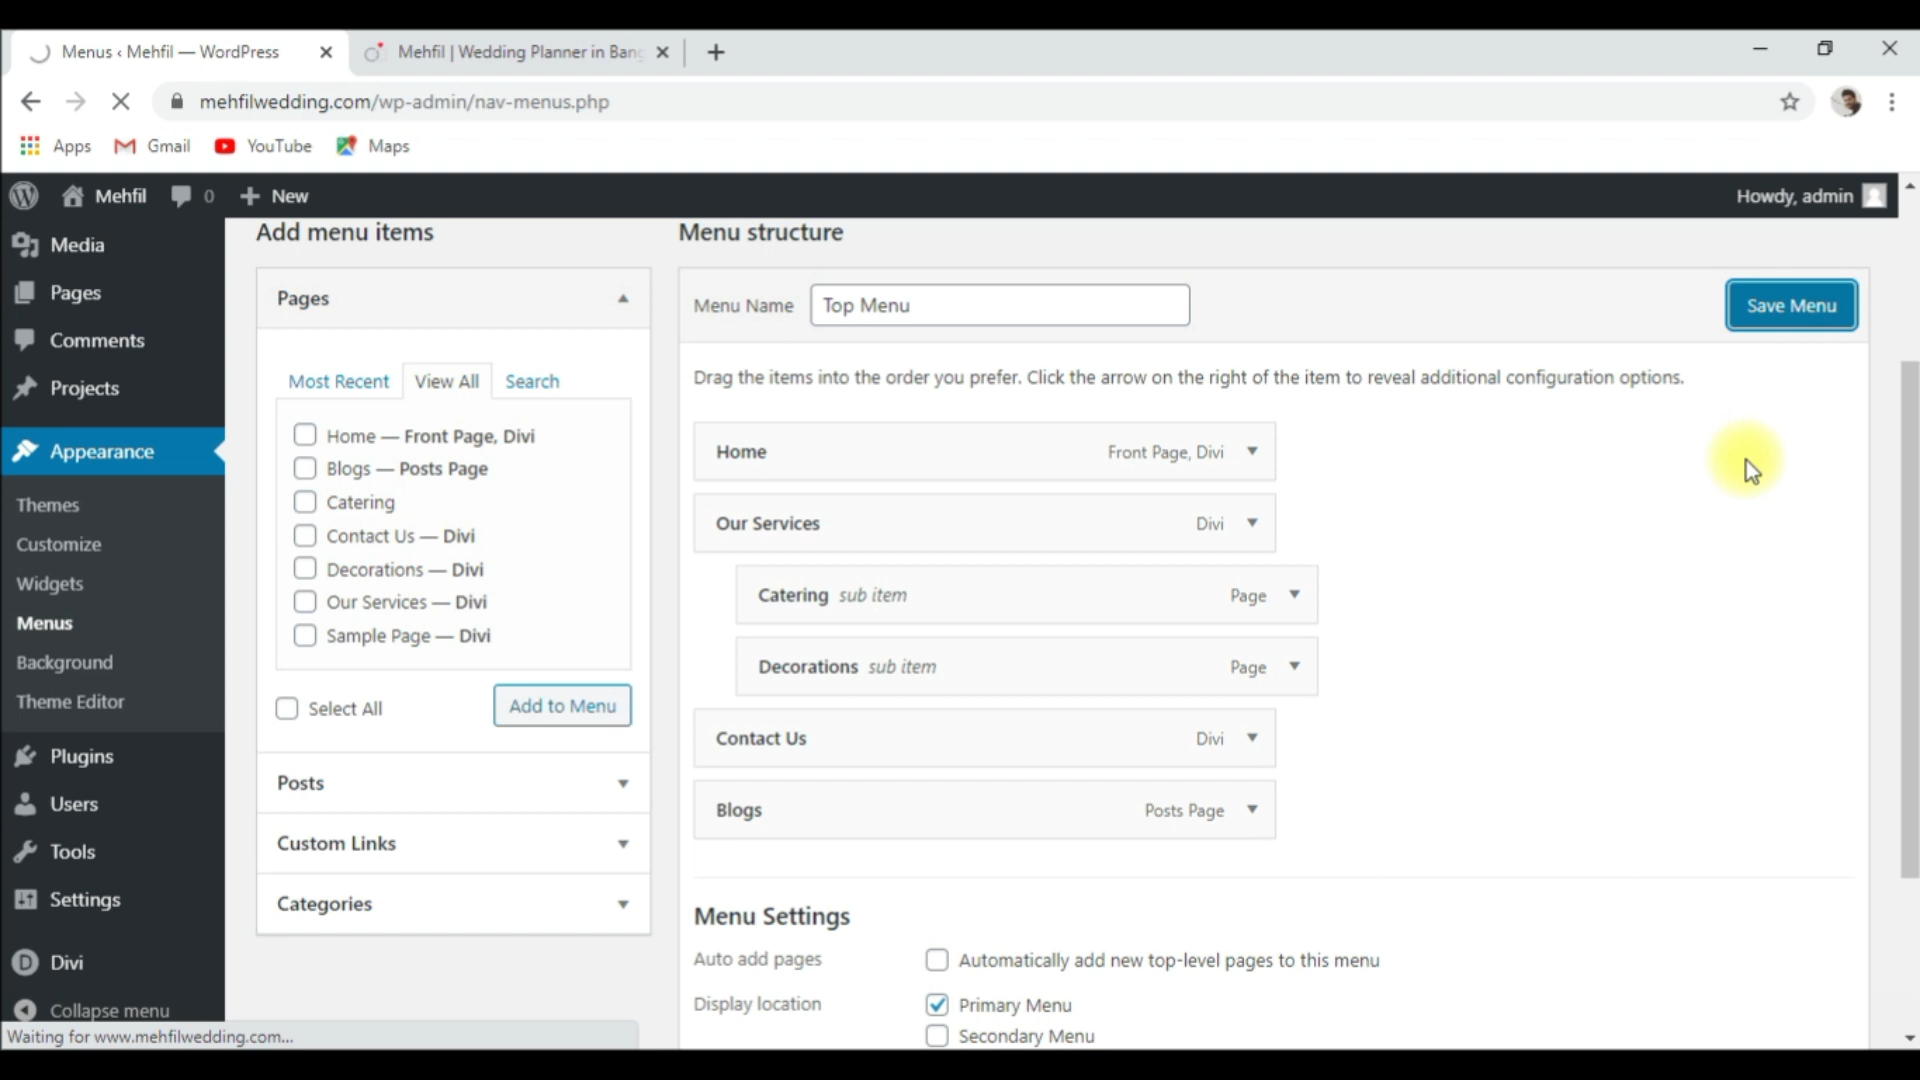 Menus ‹ Mehfil — WordPress
Mehfil | Wedding Planner in Bang
mehfilwedding.com/wp-admin/nav-menus.php
Apps Gmail YouTube Maps
Mehfil 0 New Howdy, admin
Media
Pages
Comments
Projects
Appearance
Themes
Customize
Widgets
Menus
Background
Theme Editor
Plugins
Users
Tools
Settings
Divi
Collapse menu
Add menu items
Pages
Most Recent View All Search
Home — Front Page, Divi
Blogs — Posts Page
Catering
Contact Us — Divi
Decorations — Divi
Our Services — Divi
Sample Page — Divi
Select All Add to Menu
Posts
Custom Links
Categories
Menu structure
Menu Name Top Menu Save Menu
Drag the items into the order you prefer. Click the arrow on the right of the item to reveal additional configuration options.
Home Front Page, Divi
Our Services Divi
Catering sub item Page
Decorations sub item Page
Contact Us Divi
Blogs Posts Page
Menu Settings
Auto add pages Automatically add new top-level pages to this menu
Display location Primary Menu
Secondary Menu
Waiting for www.mehfilwedding.com...